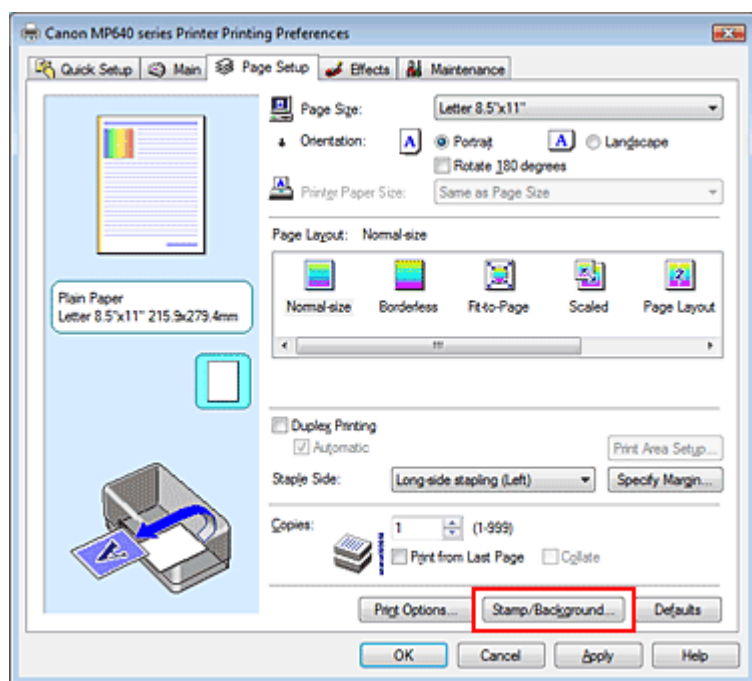 Canon MP640 series Printer Printing Preferences
Quick Setup Main Page Setup Effects Maintenance
Page Size: Letter 8.5"x11"
Orientation: A Portrait A Landscape
Rotate 180 degrees
Printer Paper Size: Same as Page Size
Page Layout: Normal-size
Normal-size Borderless Fit-to-Page Scaled Page Layout
Plain Paper
Letter 8.5"x11" 215.9x279.4mm
Duplex Printing
Automatic Print Area Setup...
Staple Side: Long-side stapling (Left) Specify Margin...
Copies: 1 (1-999)
Print from Last Page Collate
Print Options... Stamp/Background... Defaults
OK Cancel Apply Help